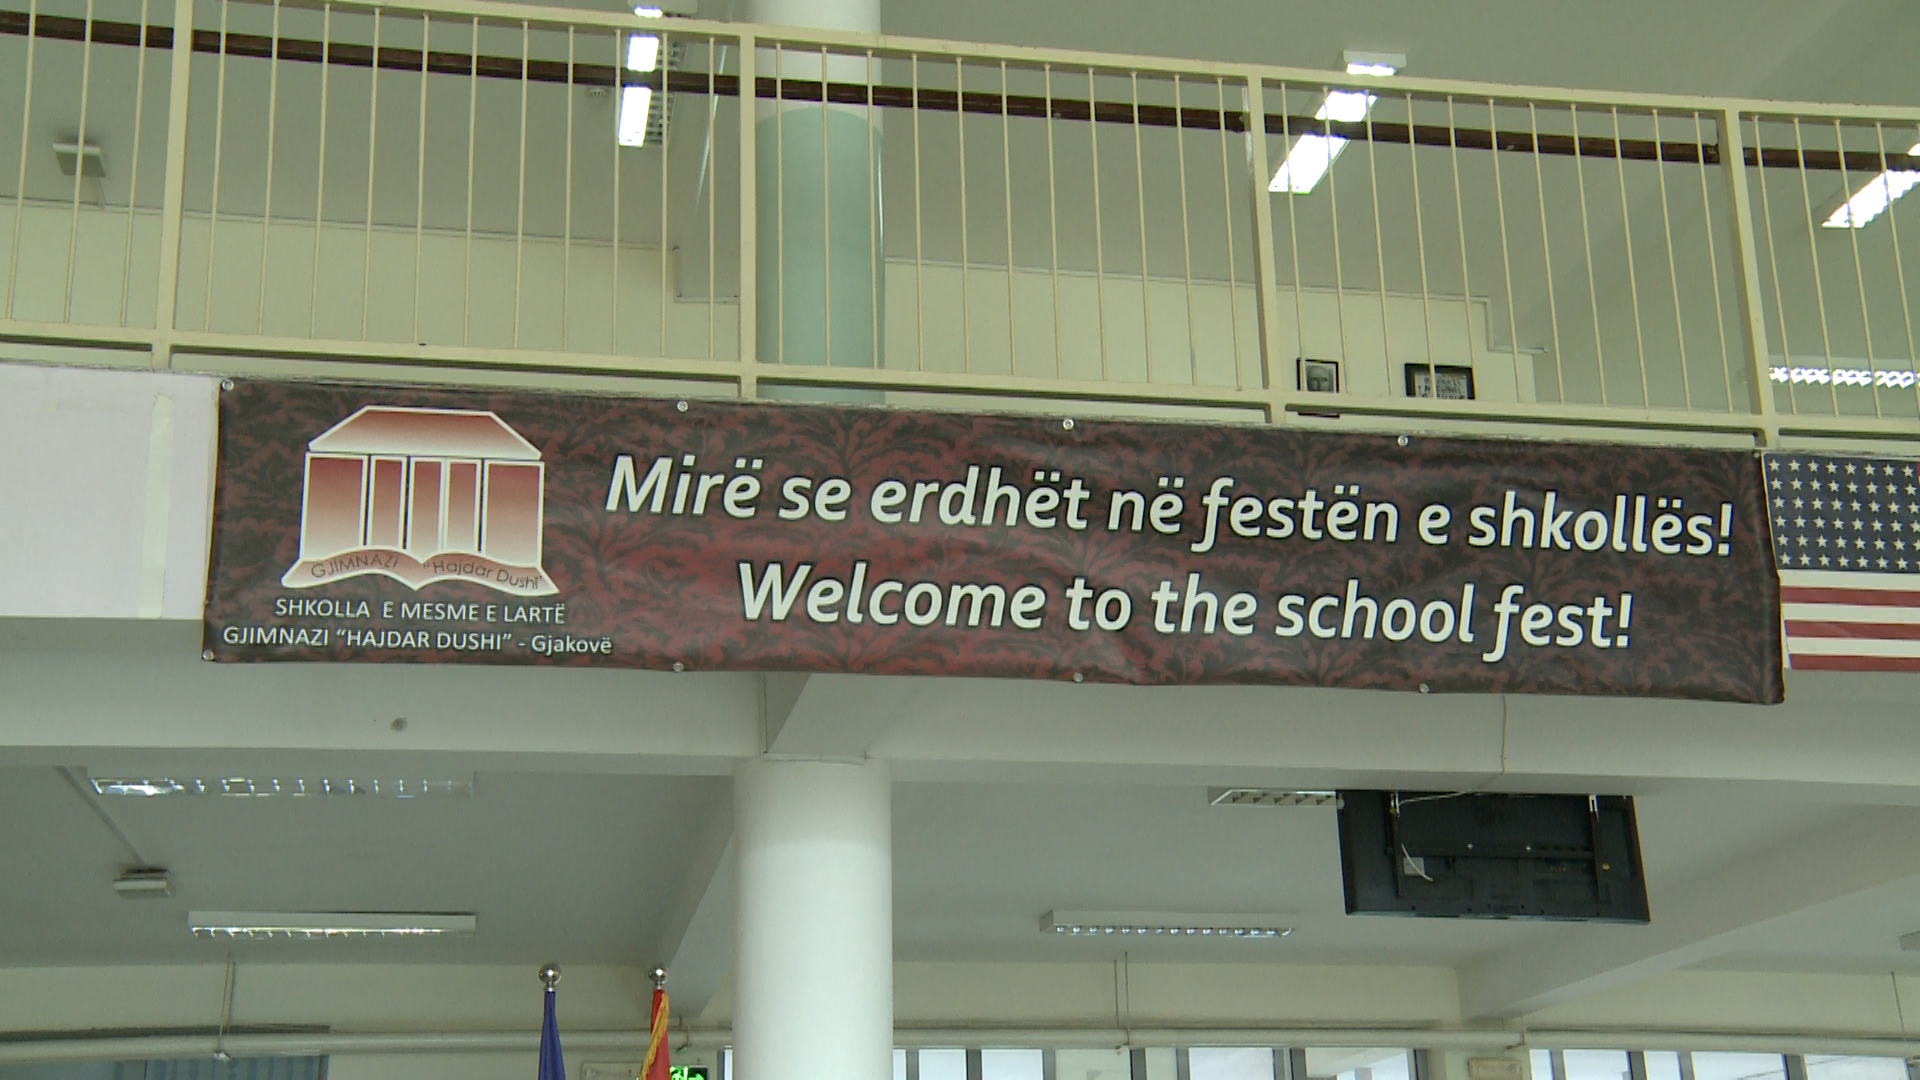 GJIMNAZI "Hajdar Dushi"
SHKOLLA E MESME E LARTË
GJIMNAZI “HAJDAR DUSHI” - Gjakovë
Mirë se erdhët në festën e shkollës!
Welcome to the school fest!